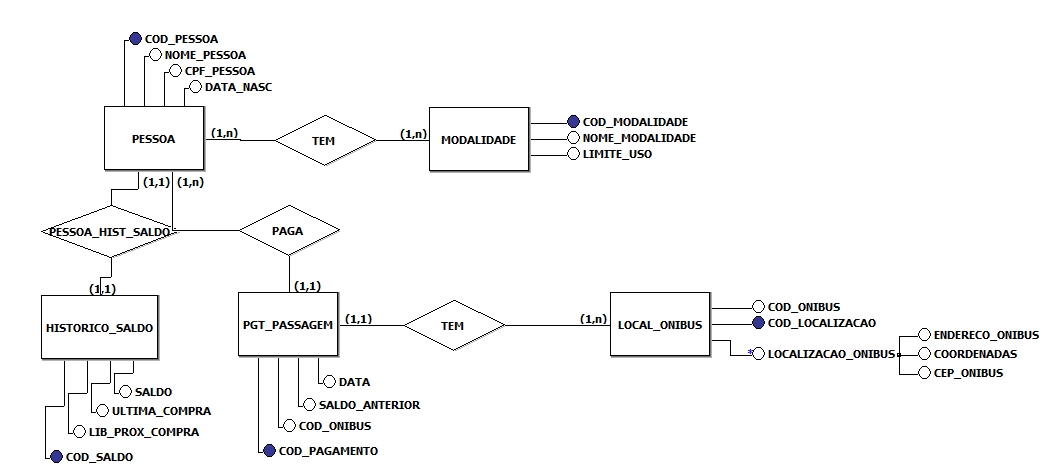 COD_PESSOA
NOME_PESSOA
CPF_PESSOA
DATA_NASC
PESSOA
(1,n)
TEM
(1,n)
MODALIDADE
COD_MODALIDADE
NOME_MODALIDADE
LIMITE_USO
(1,1)
(1,n)
PESSOA_HIST_SALDO
PAGA
(1,1)
(1,1)
HISTORICO_SALDO
PGT_PASSAGEM
(1,1)
TEM
(1,n)
LOCAL_ONIBUS
COD_ONIBUS
COD_LOCALIZACAO
* LOCALIZACAO_ONIBUS
ENDERECO_ONIBUS
COORDENADAS
CEP_ONIBUS
SALDO
ULTIMA_COMPRA
LIB_PROX_COMPRA
COD_SALDO
DATA
SALDO_ANTERIOR
COD_ONIBUS
COD_PAGAMENTO